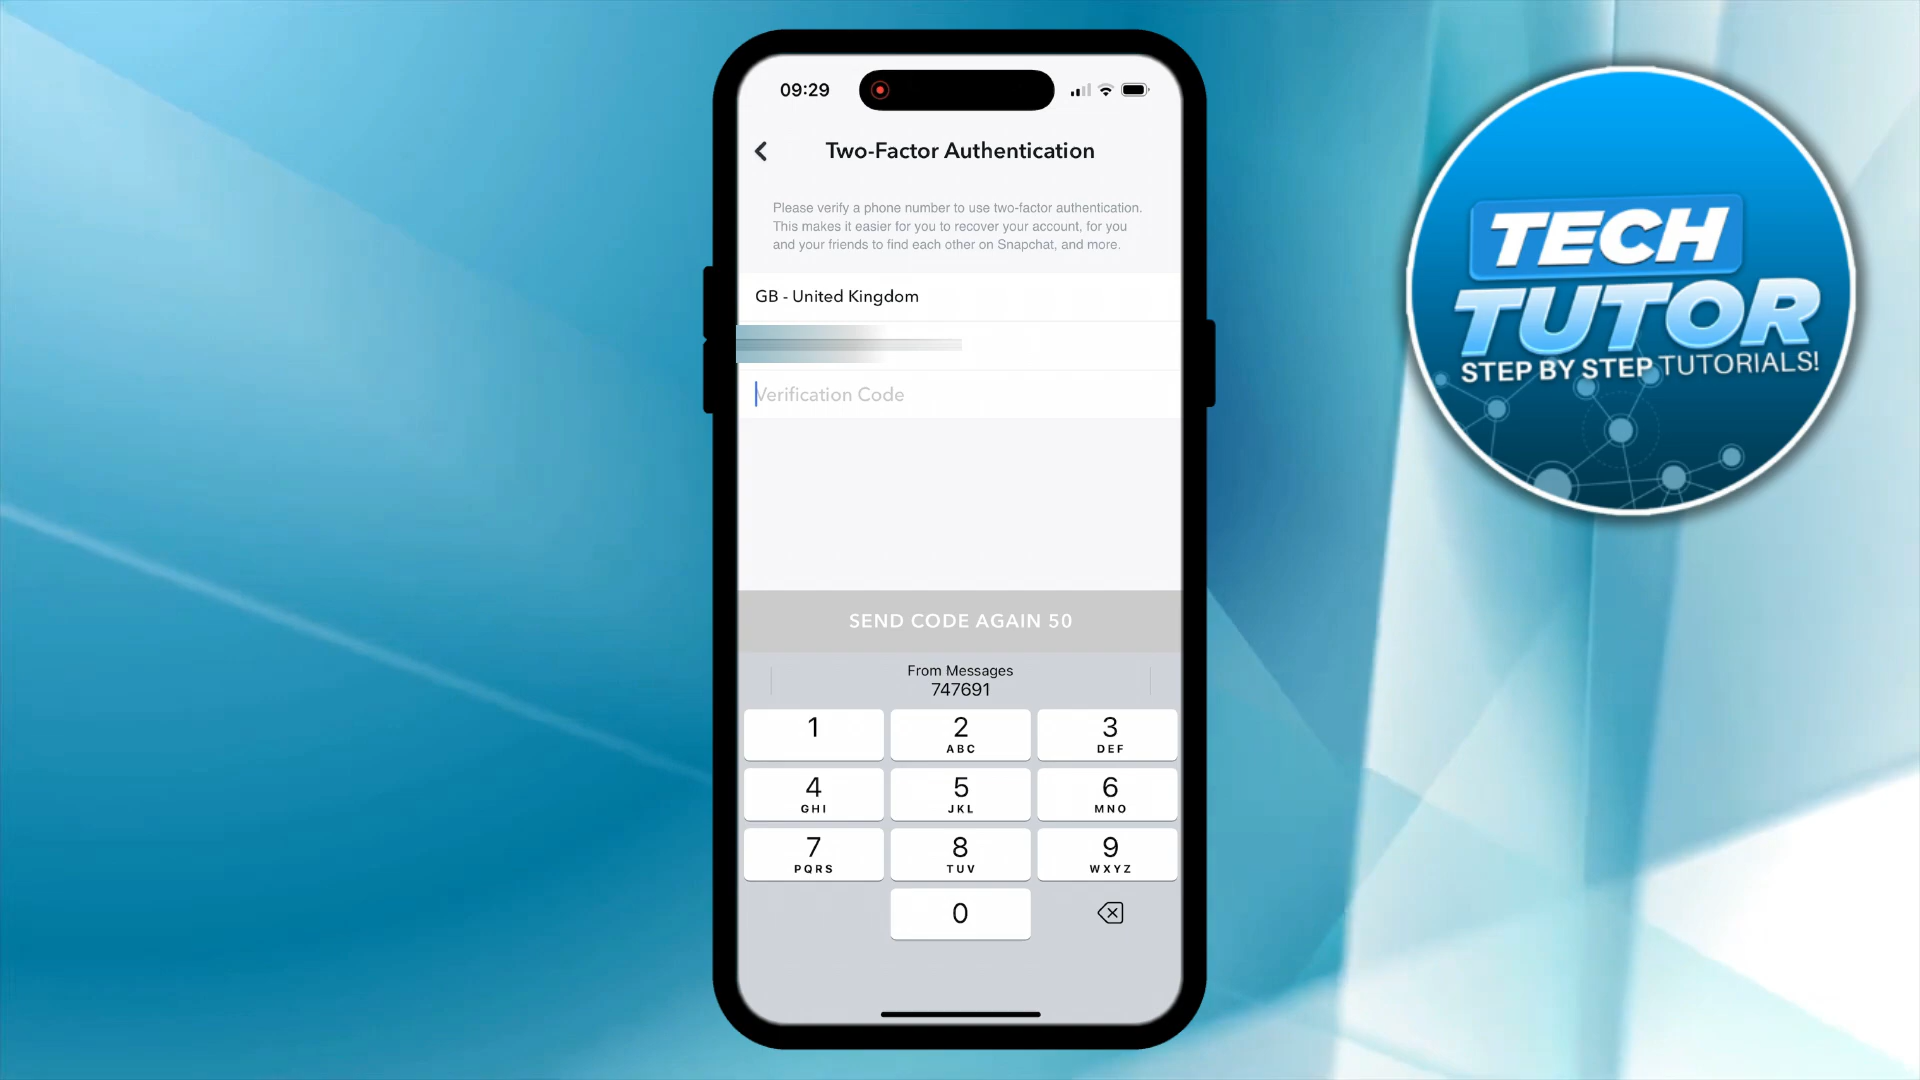 09:29
Two-Factor Authentication
Please verify a phone number to use two-factor authentication.
This makes it easier for you to recover your account, for you
and your friends to find each other on Snapchat, and more.
GB - United Kingdom
Verification Code
SEND CODE AGAIN 50
From Messages
747691
1
2
ABC
3
DEF
4
GHI
5
JKL
6
MNO
7
PQRS
8
TUV
9
WXYZ
0
TECH
TUTOR
STEP BY STEP TUTORIALS!